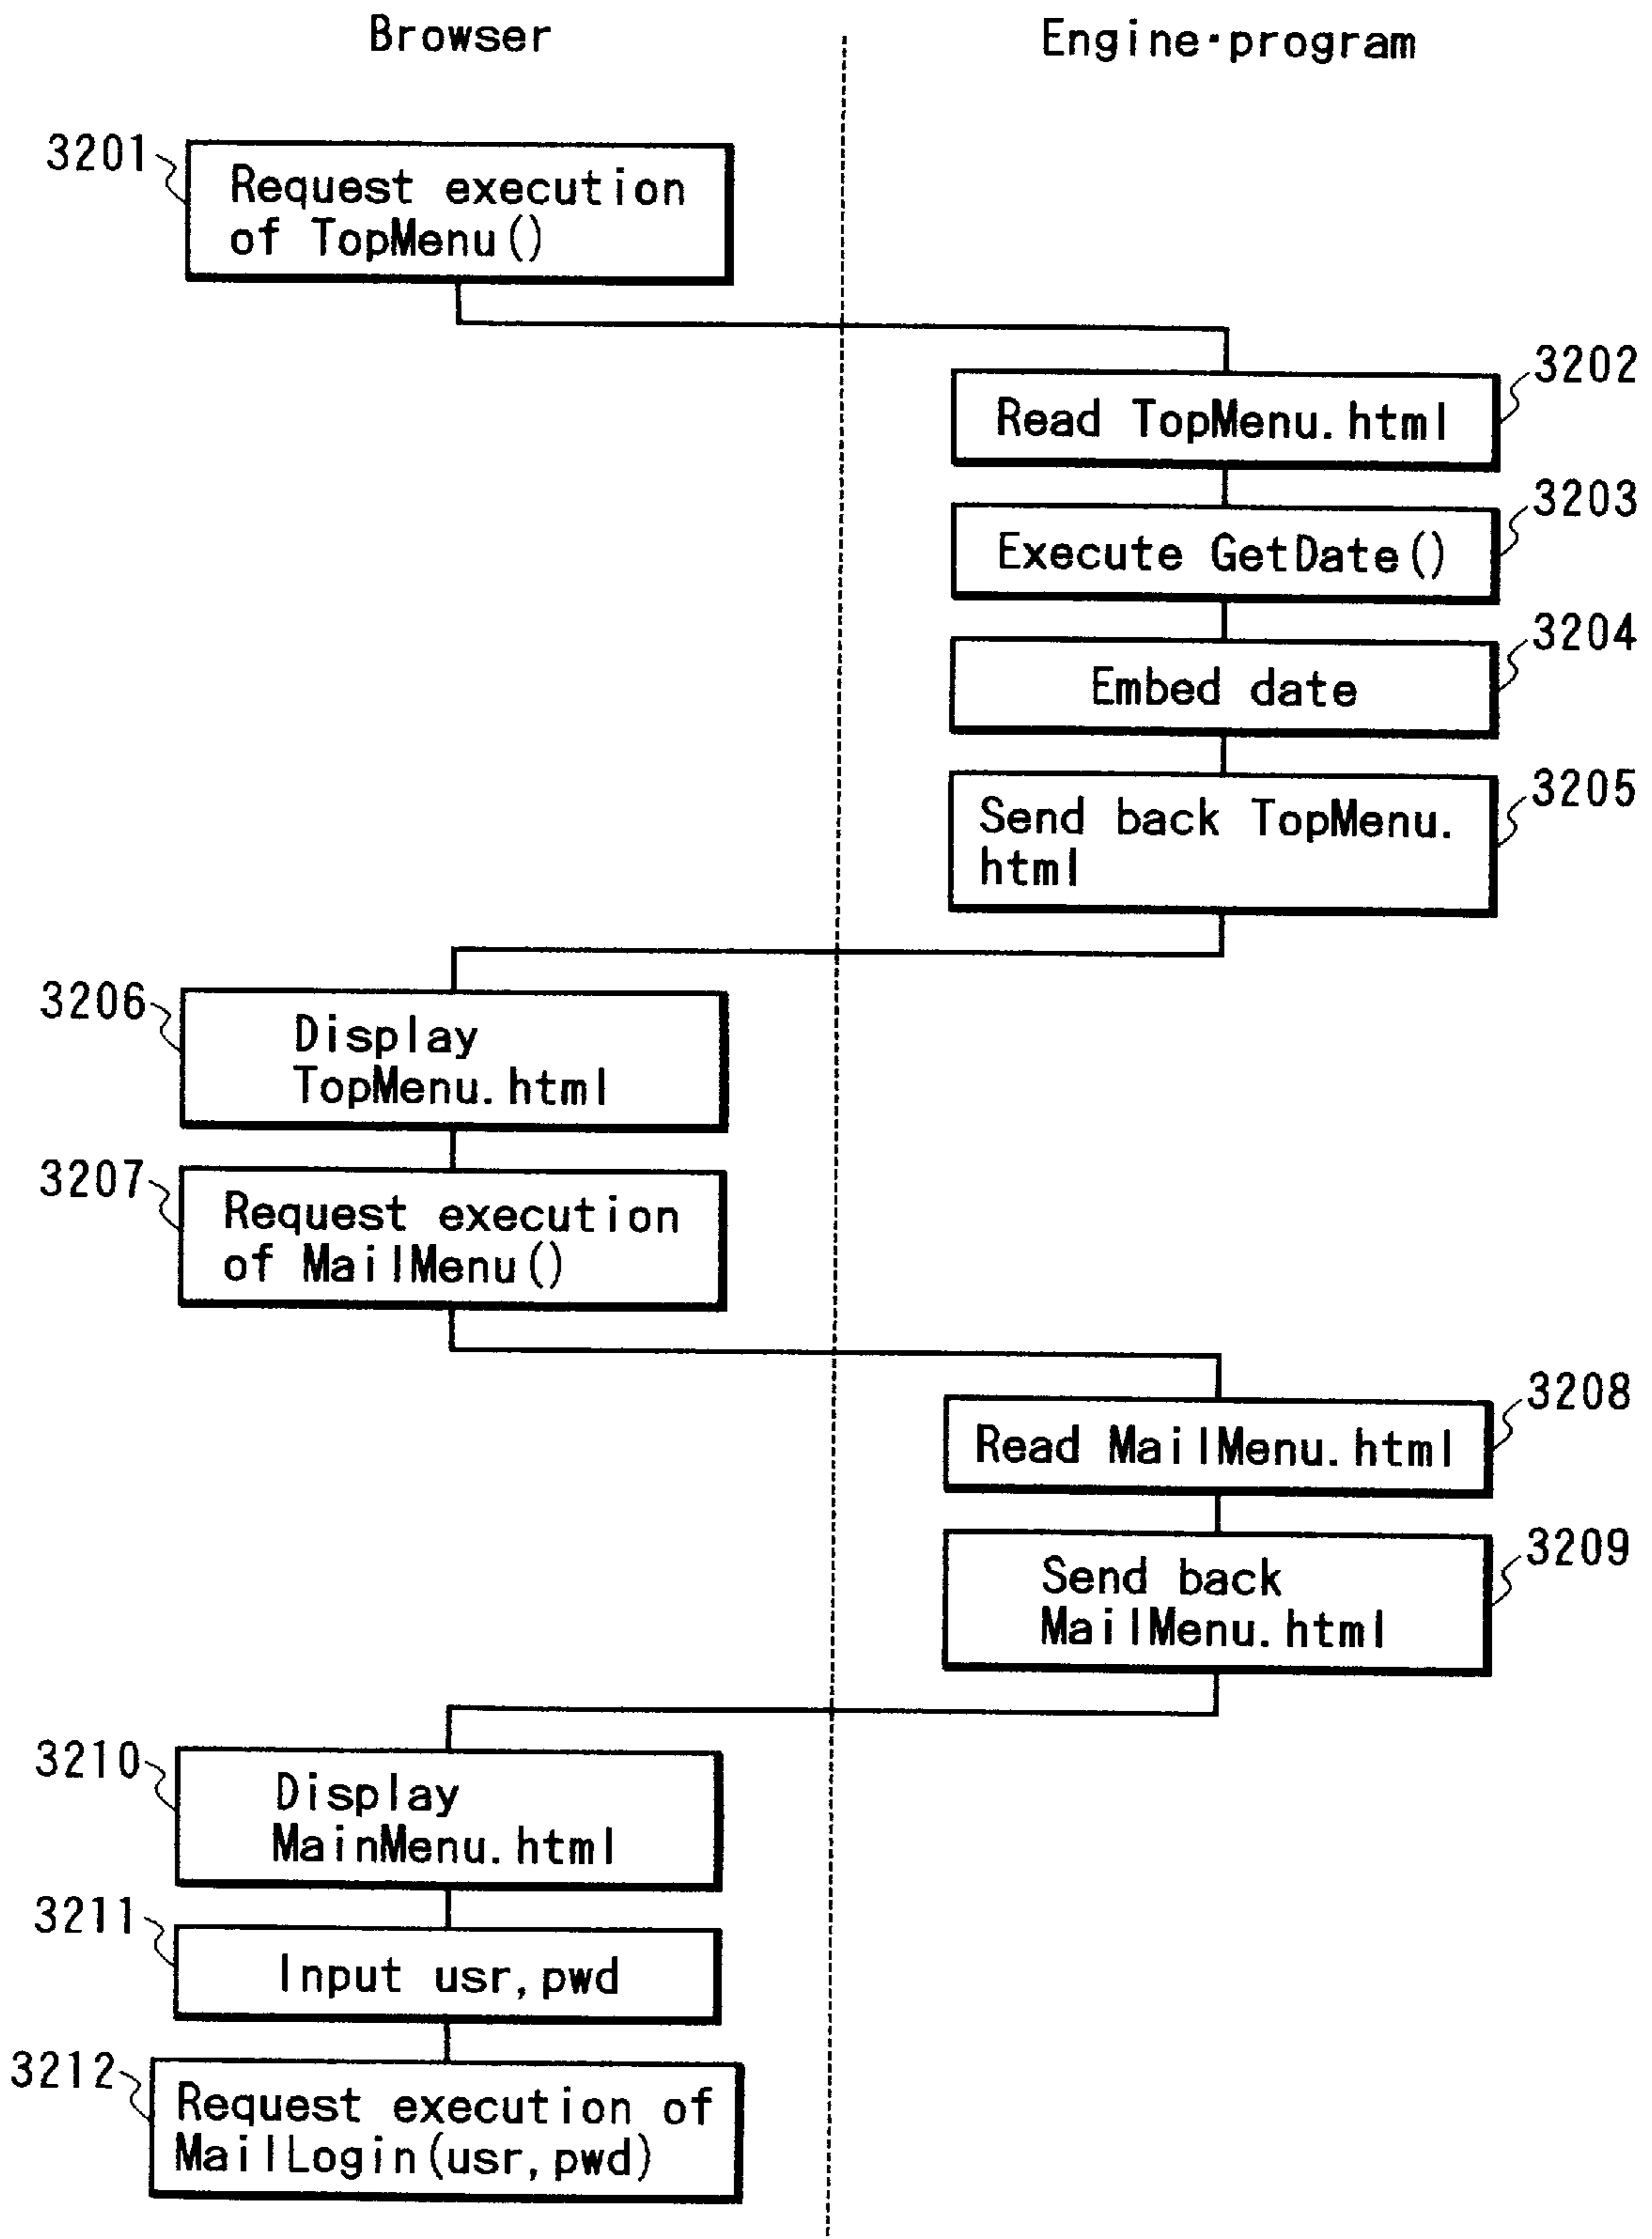 Browser
Engine·program
3201
Request execution
of TopMenu()
3202
Read TopMenu.html
3203
Execute GetDate()
3204
Embed date
3205
Send back TopMenu.
html
3206
Display
TopMenu.html
3207
Request execution
of MailMenu()
3208
Read MailMenu.html
3209
Send back
MailMenu.html
3210
Display
MainMenu.html
3211
Input usr,pwd
3212
Request execution of
MailLogin(usr,pwd)